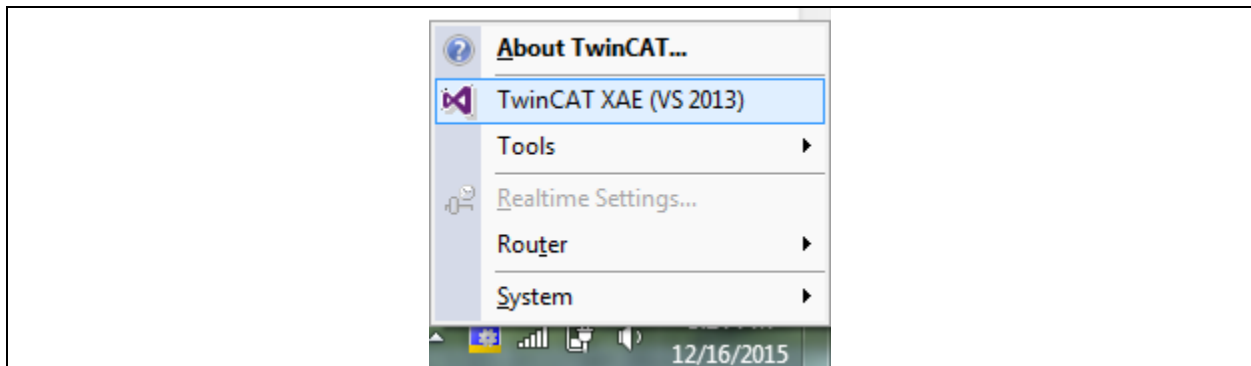 About TwinCAT...
TwinCAT XAE (VS 2013)
Tools
Realtime Settings...
Router
System
12/16/2015